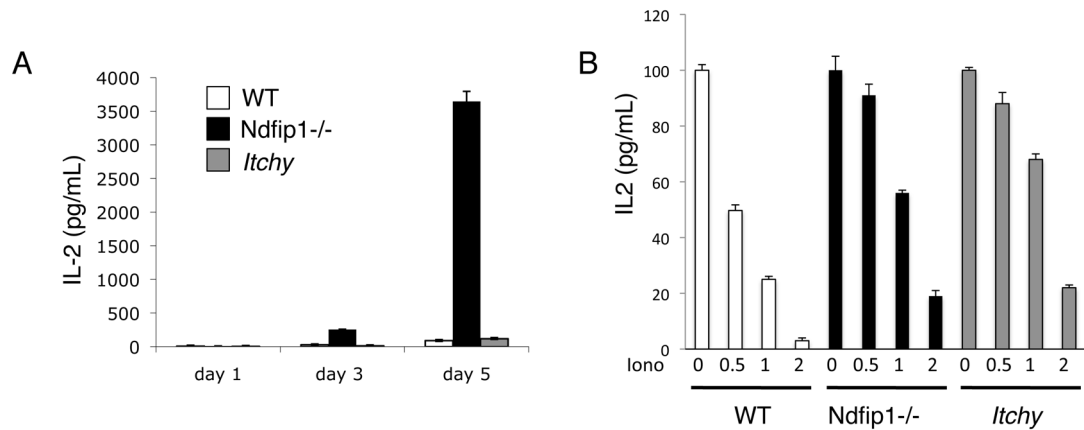 A
IL-2 (pg/mL)
4000
3500
3000
2500
2000
1500
1000
500
0
WT
Ndfip1-/-
Itchy
day 1 day 3 day 5
B
IL2 (pg/mL)
120
100
80
60
40
20
0
Iono 0 0.5 1 2 0 0.5 1 2 0 0.5 1 2
WT Ndfip1-/- Itchy